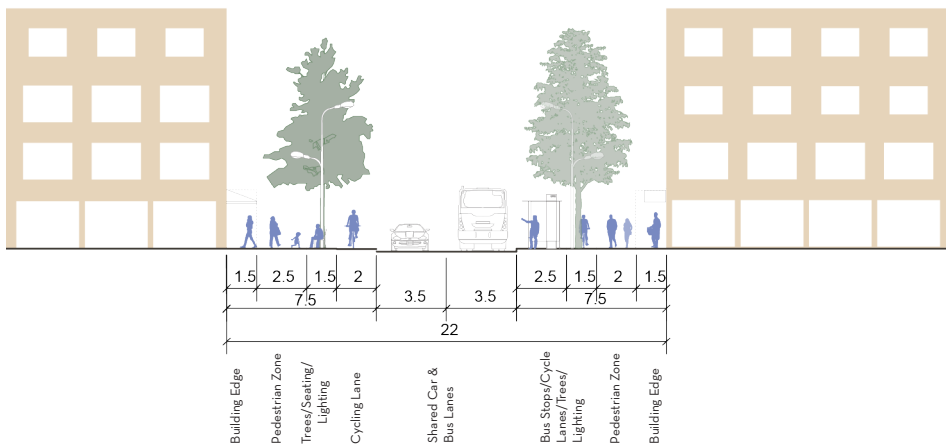 1.5
2.5
1.5
2
2.5
1.5
2
1.5
7.5
3.5
3.5
7.5
22
Building Edge
Pedestrian Zone
Trees/Seating/
Lighting
Cycling Lane
Shared Car &
Bus Lanes
Bus Stops/Cycle
Lanes/Trees/
Lighting
Pedestrian Zone
Building Edge